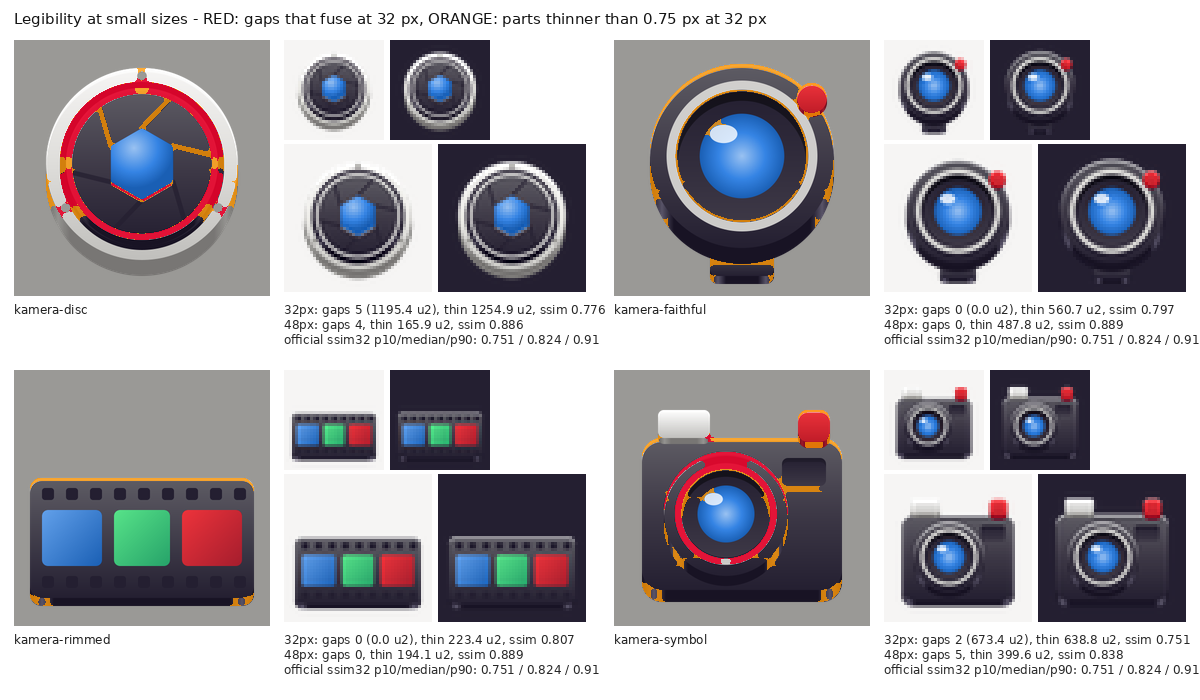 Legibility at small sizes - RED: gaps that fuse at 32 px, ORANGE: parts thinner than 0.75 px at 32 px
kamera-disc
32px: gaps 5 (1195.4 u2), thin 1254.9 u2, ssim 0.776
48px: gaps 4, thin 165.9 u2, ssim 0.886
official ssim32 p10/median/p90: 0.751 / 0.824 / 0.91
kamera-faithful
32px: gaps 0 (0.0 u2), thin 560.7 u2, ssim 0.797
48px: gaps 0, thin 487.8 u2, ssim 0.889
official ssim32 p10/median/p90: 0.751 / 0.824 / 0.91
kamera-rimmed
32px: gaps 0 (0.0 u2), thin 223.4 u2, ssim 0.807
48px: gaps 0, thin 194.1 u2, ssim 0.889
official ssim32 p10/median/p90: 0.751 / 0.824 / 0.91
kamera-symbol
32px: gaps 2 (673.4 u2), thin 638.8 u2, ssim 0.751
48px: gaps 5, thin 399.6 u2, ssim 0.838
official ssim32 p10/median/p90: 0.751 / 0.824 / 0.91